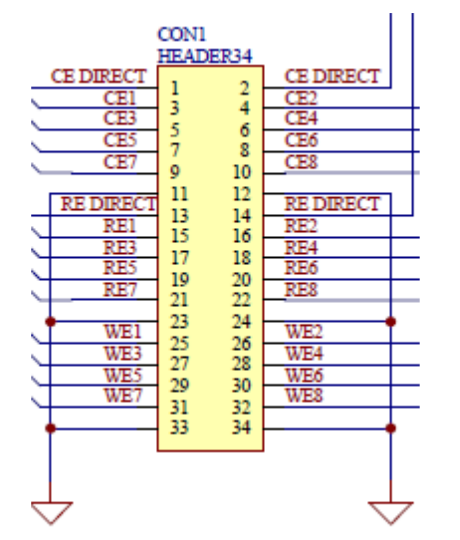 CON1
HEADER34
CE DIRECT 1 2 CE DIRECT
CE1 3 4 CE2
CE3 5 6 CE4
CE5 7 8 CE6
CE7 9 10 CE8
11 12
RE DIRECT 13 14 RE DIRECT
RE1 15 16 RE2
RE3 17 18 RE4
RE5 19 20 RE6
RE7 21 22 RE8
23 24
WE1 25 26 WE2
WE3 27 28 WE4
WE5 29 30 WE6
WE7 31 32 WE8
33 34